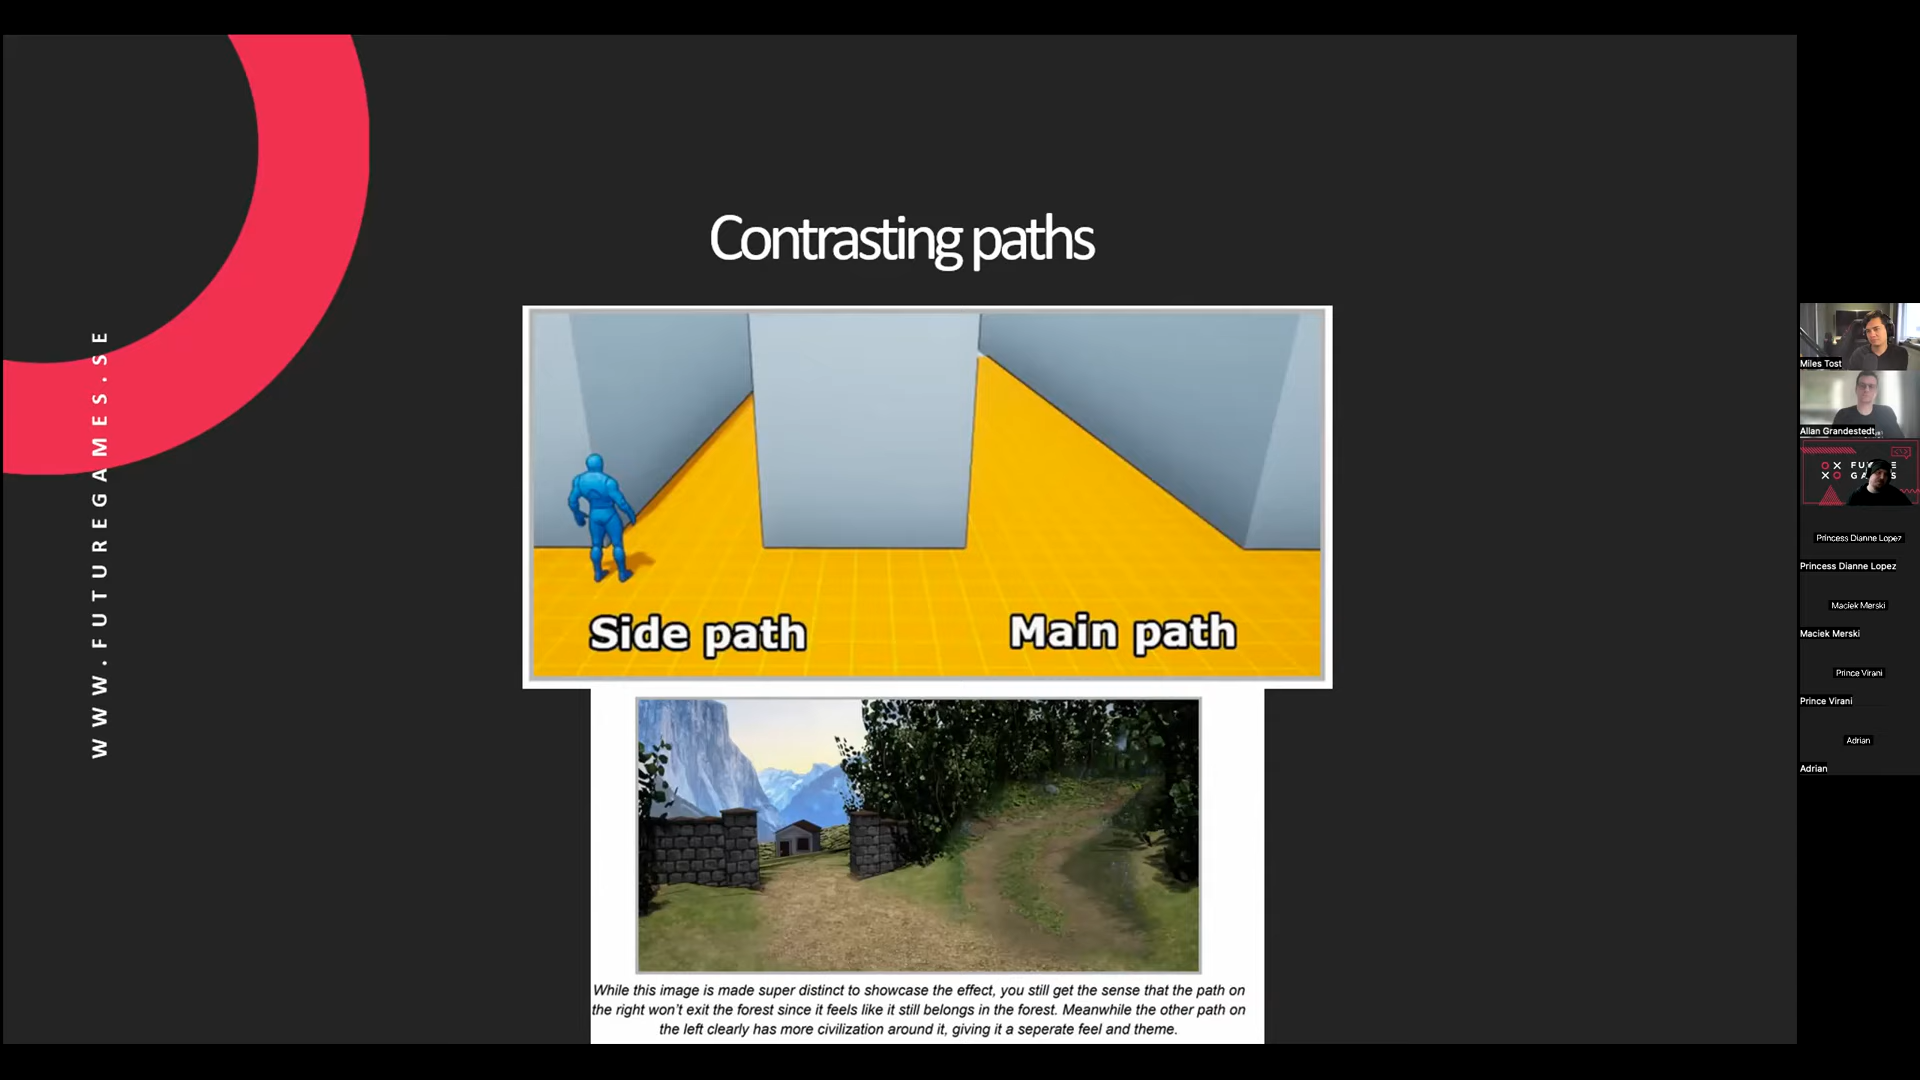 WWW.FUTUREGAMES.SE
Contrasting paths
Side path
Main path
While this image is made super distinct to showcase the effect, you still get the sense that the path on
the right won't exit the forest since it feels like it still belongs in the forest. Meanwhile the other path on
the left clearly has more civilization around it, giving it a seperate feel and theme.
Miles Tost
Allan Grandestedt
Princess Dianne Lopez
Princess Dianne Lopez
Maciek Merski
Maciek Merski
Prince Virani
Prince Virani
Adrian
Adrian